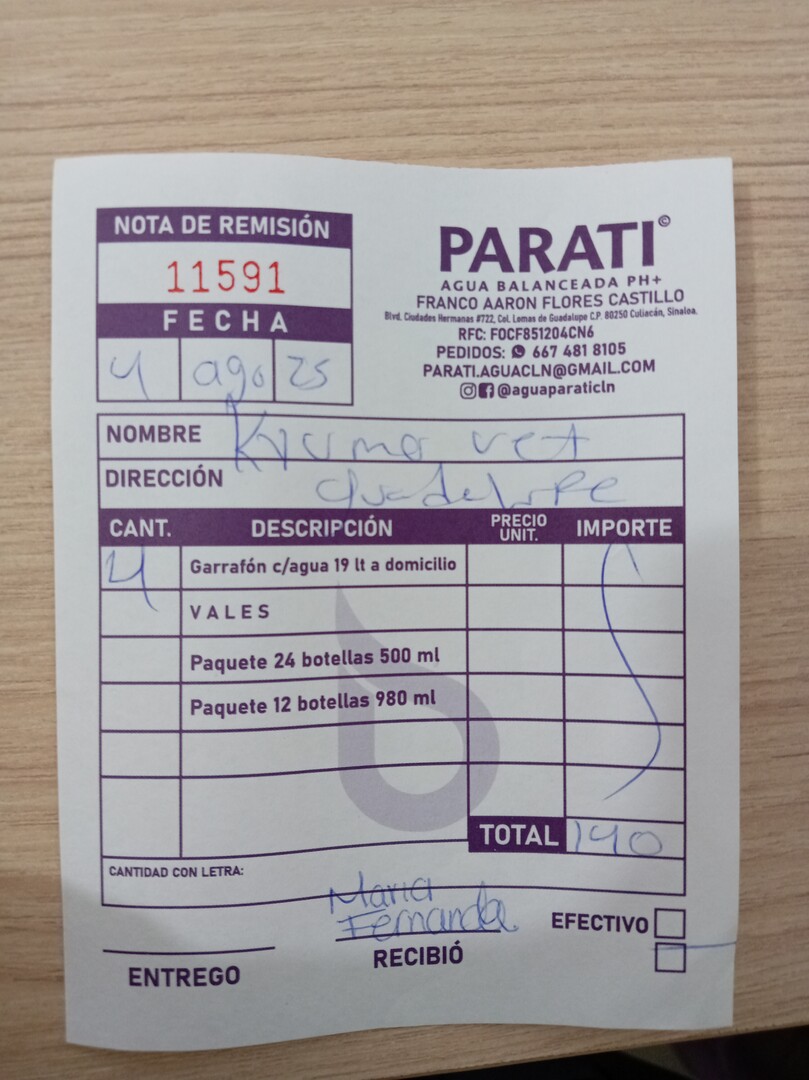 NOTA DE REMISIÓN
11591
FECHA
4 ago 25
PARATI©
AGUA BALANCEADA PH+
FRANCO AARON FLORES CASTILLO
Blvd. Ciudades Hermanas #722, Col. Lomas de Guadalupe C.P. 80250 Culiacán, Sinaloa.
RFC: FOCF851204CN6
PEDIDOS: 667 481 8105
PARATI.AGUACLN@GMAIL.COM
@aguaparaticln
NOMBRE vet
DIRECCIÓN Guadalupe
CANT. DESCRIPCIÓN PRECIO UNIT. IMPORTE
4 Garrafón c/agua 19 lt a domicilio
VALES
Paquete 24 botellas 500 ml
Paquete 12 botellas 980 ml
TOTAL 140
CANTIDAD CON LETRA:
Maria
Fernanda
EFECTIVO
ENTREGO
RECIBIÓ